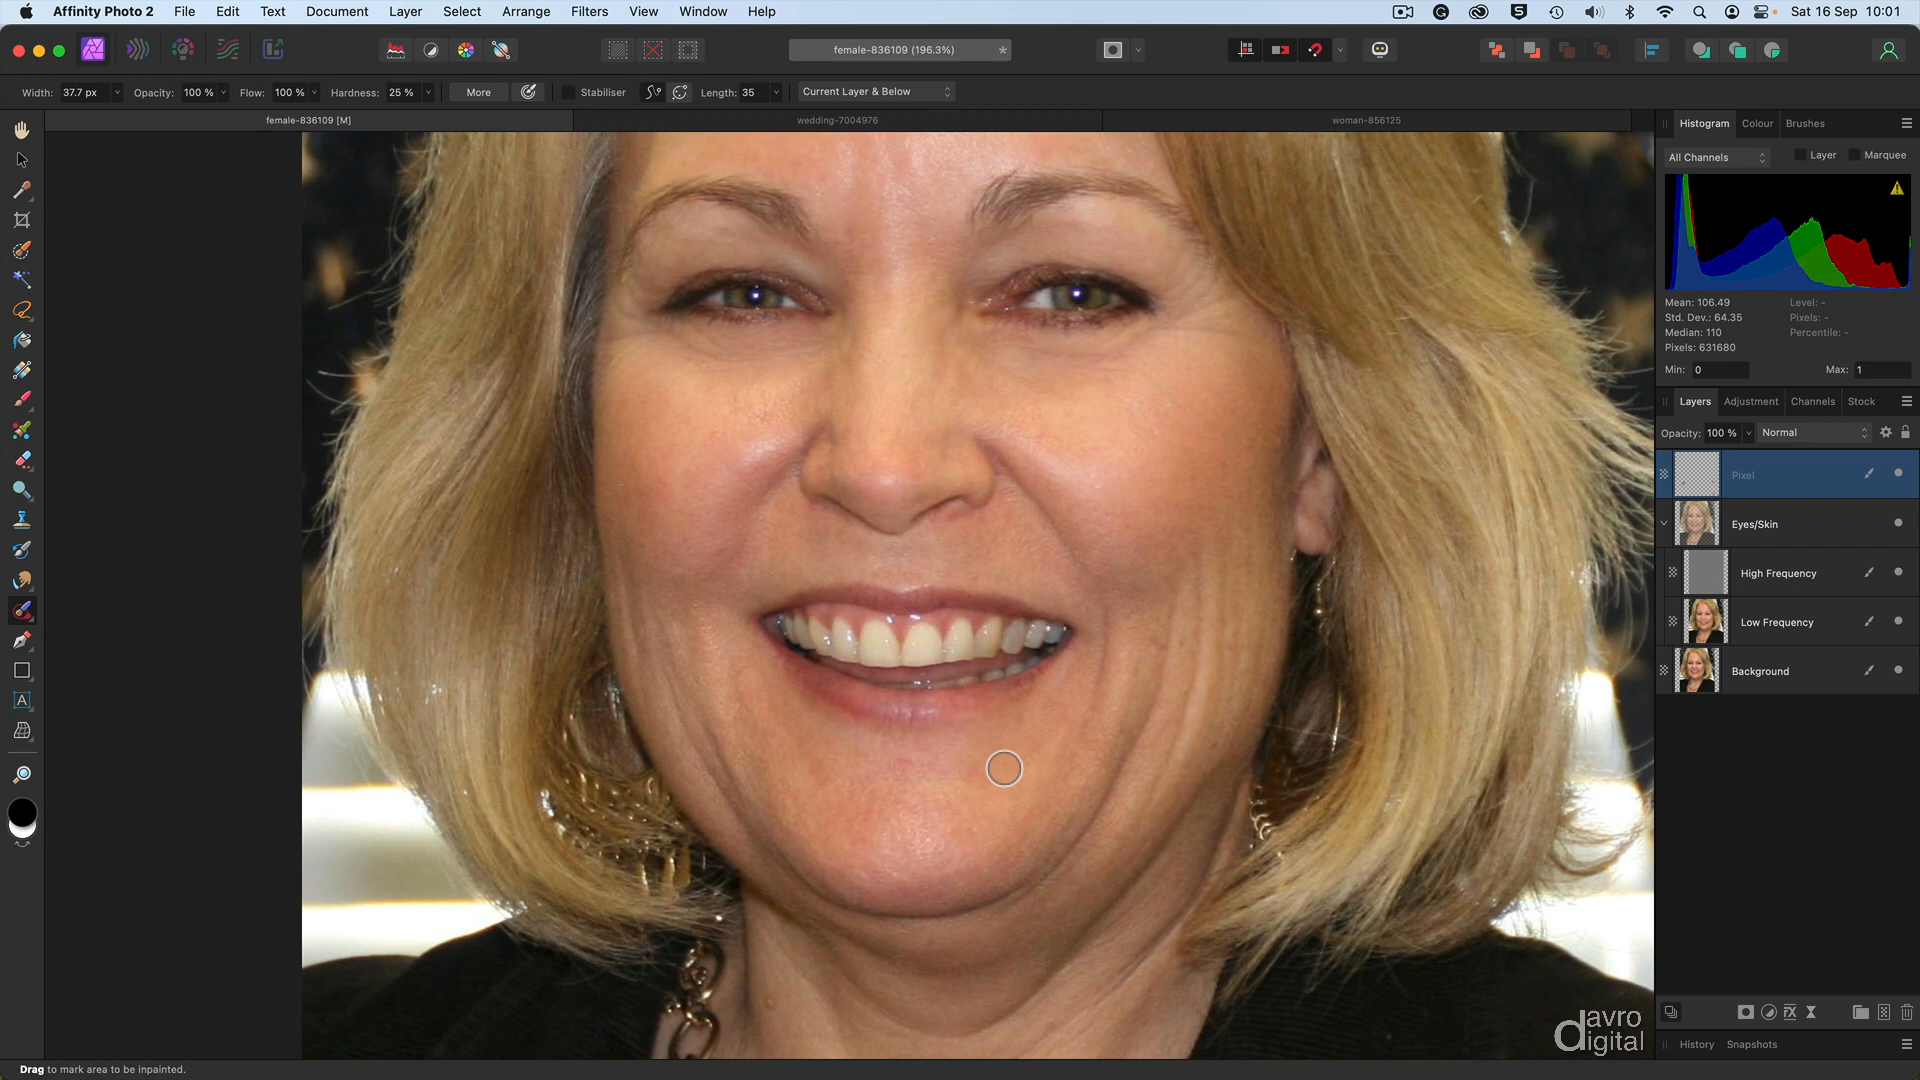 Affinity Photo 2 File Edit Text Document Layer Select Arrange Filters View Window Help Sat 16 Sep 10:01
female-836109 (196.3%)
Width: 37.7 px Opacity: 100 % Flow: 100 % Hardness: 25 % More Stabiliser Length: 35 Current Layer & Below
female-836109 [M] wedding-7004976 woman-856125
Histogram Colour Brushes
All Channels Layer Marquee
Mean: 106.49 Level: -
Std. Dev.: 64.35 Pixels: -
Median: 110 Percentile: -
Pixels: 631680
Min: 0 Max: 1
Layers Adjustment Channels Stock
Opacity: 100 % Normal
Pixel
Eyes/Skin
High Frequency
Low Frequency
Background
davro
digital
History Snapshots
Drag to mark area to be inpainted.